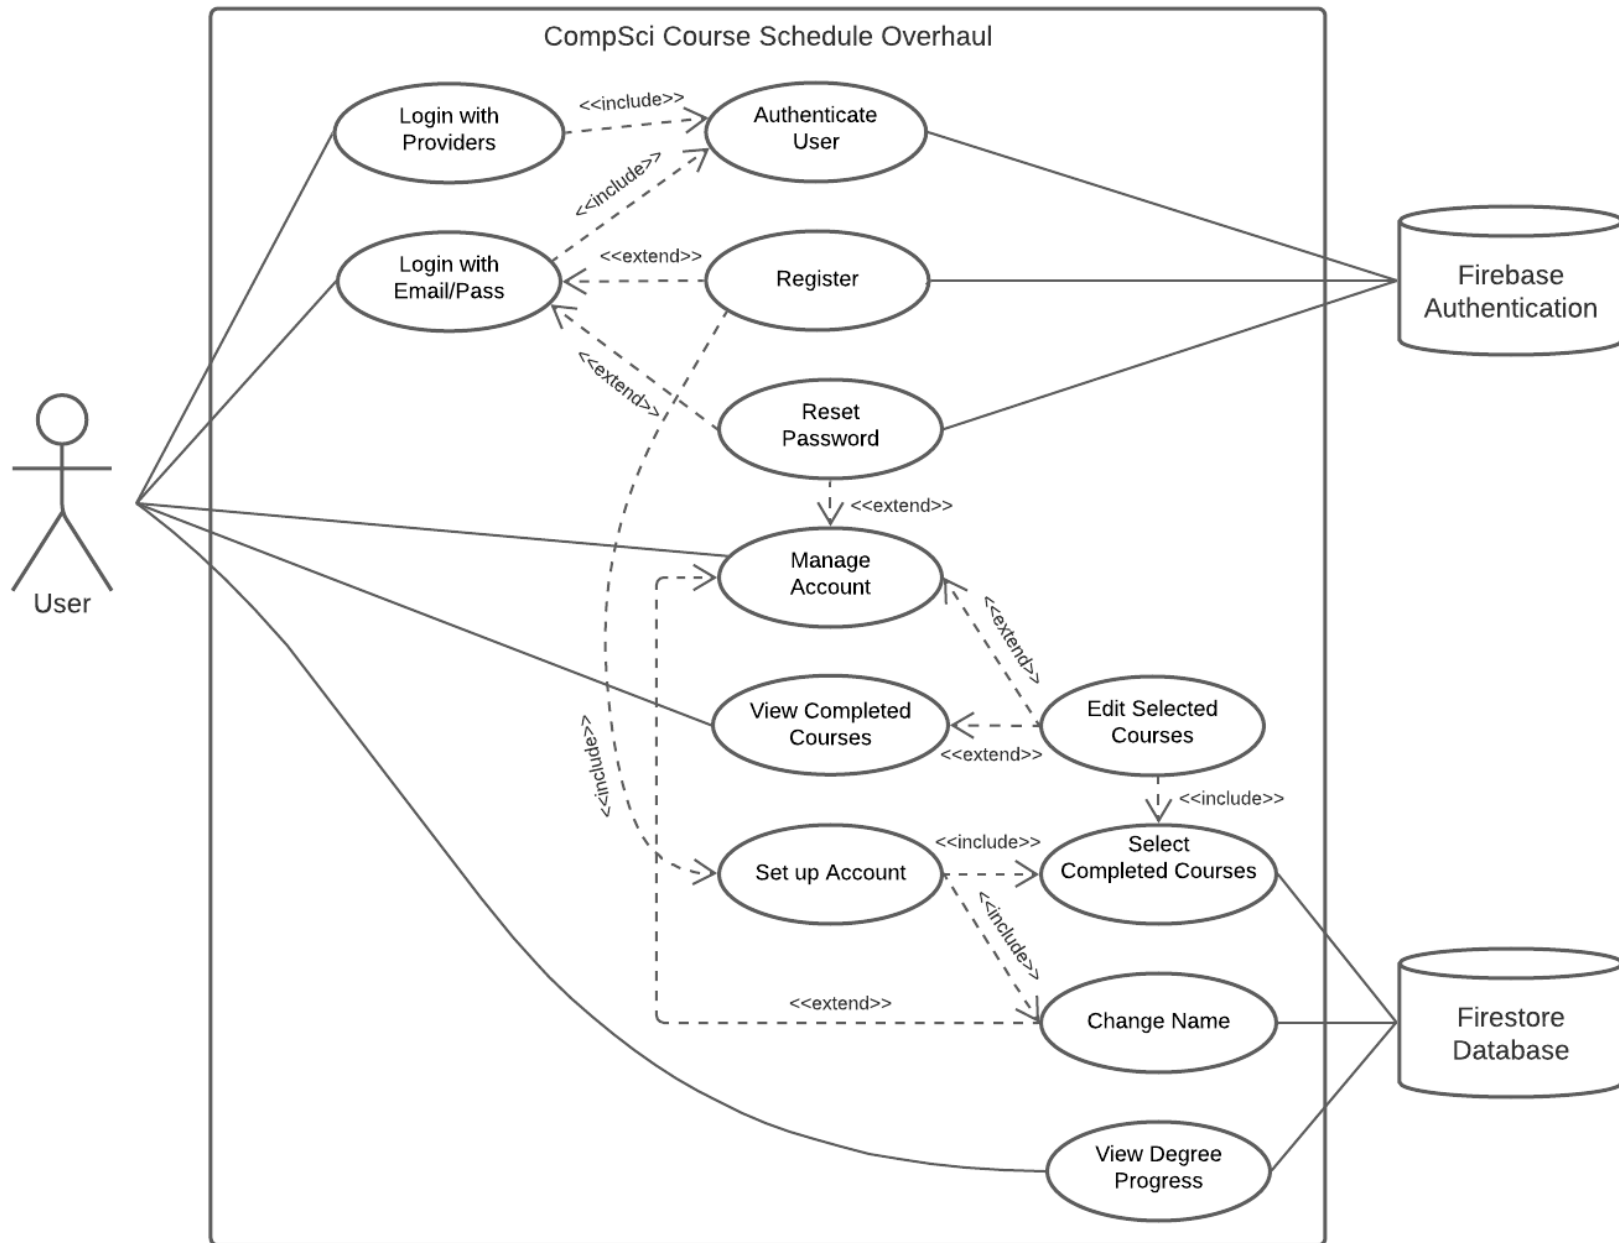 CompSci Course Schedule Overhaul
Login with
Providers
<<include>>
Authenticate
User
<<include>>
Login with
Email/Pass
<<extend>>
Register
Firebase
Authentication
<<extend>>
Reset
Password
<<extend>>
Manage
Account
User
<<extend>>
View Completed
Courses
<<extend>>
Edit Selected
Courses
<<include>>
<<include>>
Set up Account
<<include>>
Select
Completed Courses
<<include>>
<<extend>>
Change Name
Firestore
Database
View Degree
Progress